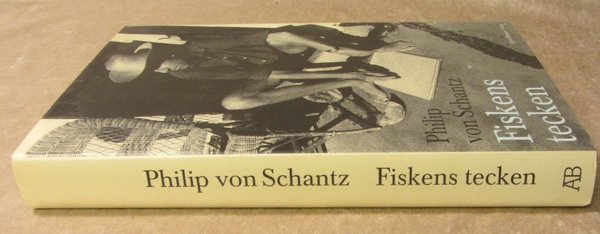 Philip
von Schantz
Fiskens
tecken
Philip von Schantz Fiskens tecken AB